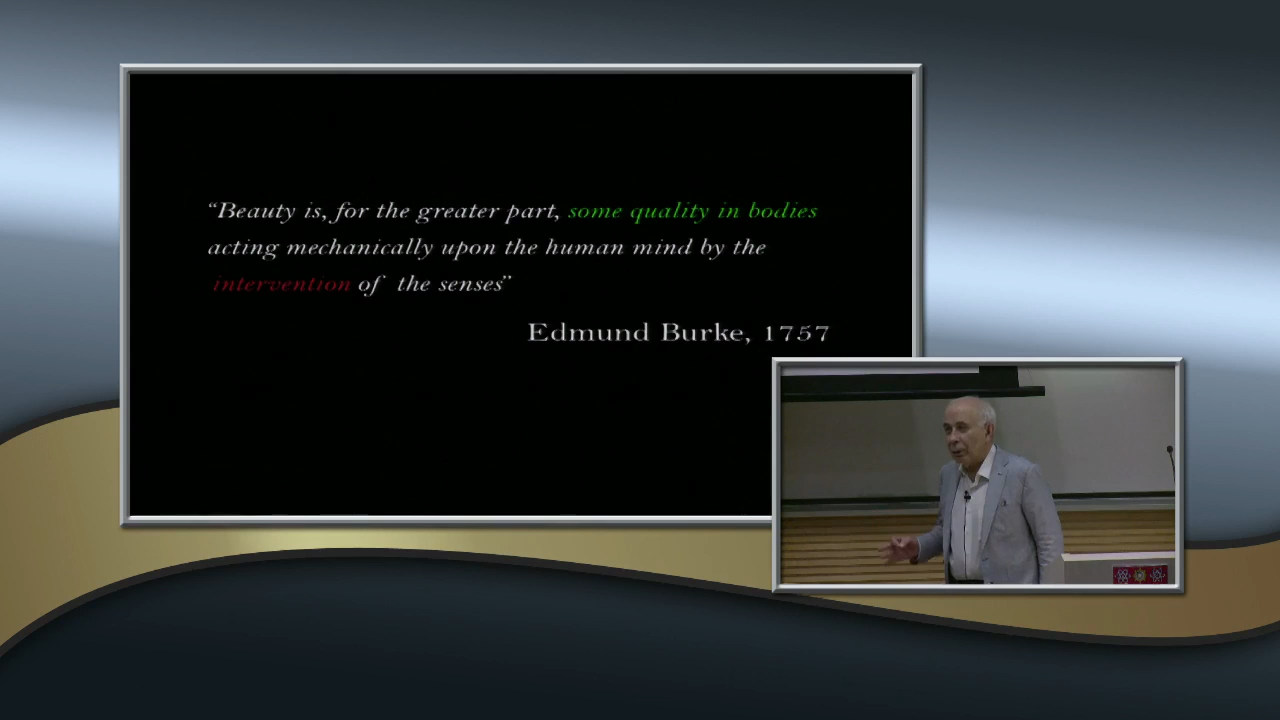 “Beauty is, for the greater part, some quality in bodies
acting mechanically upon the human mind by the
intervention of the senses”
Edmund Burke, 1757